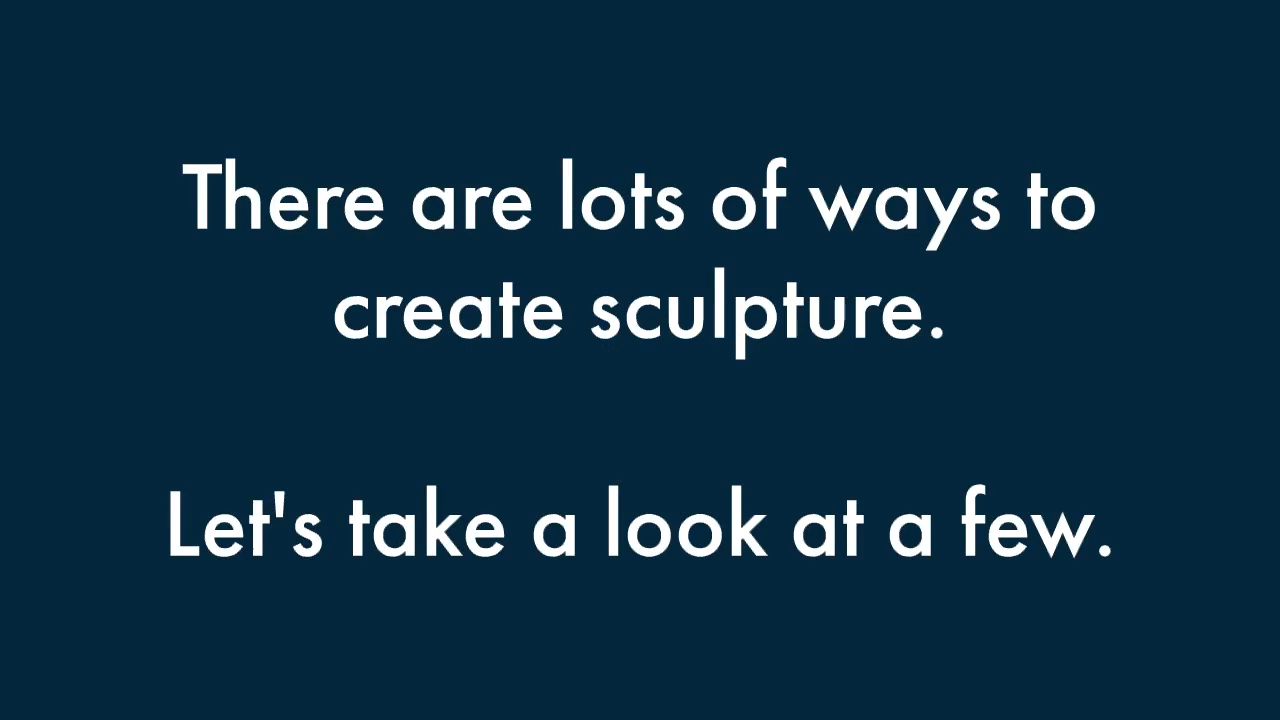 There are lots of ways to
create sculpture.
Let's take a look at a few.